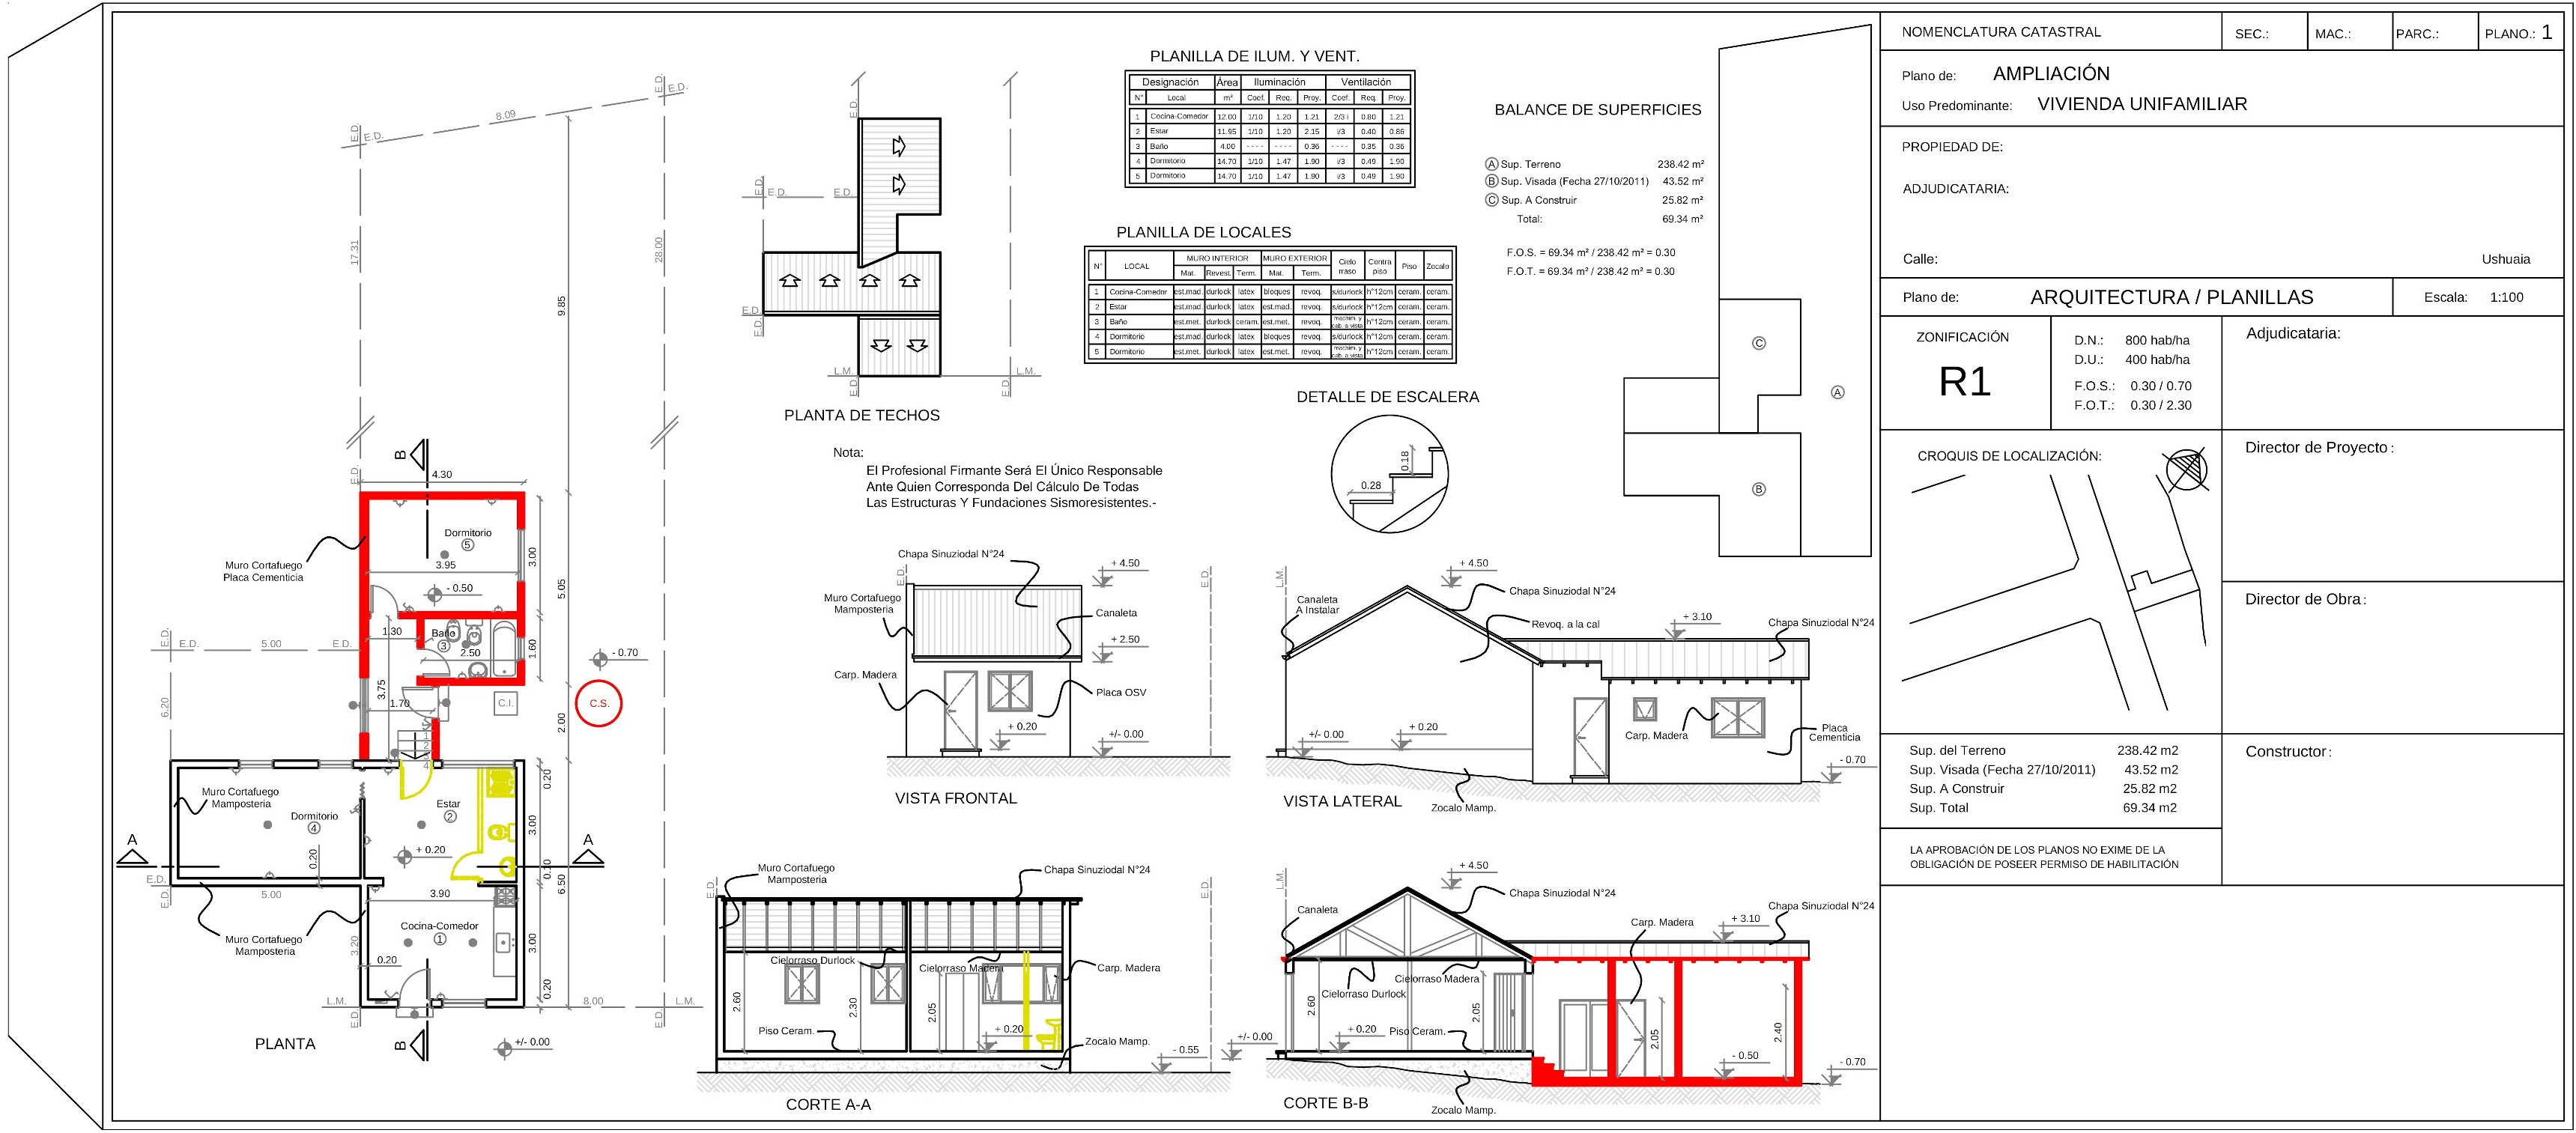 NOMENCLATURA CATASTRAL
SEC.:
MAC.:
PARC.:
PLANO.: 1
Plano de: AMPLIACIÓN
Uso Predominante: VIVIENDA UNIFAMILIAR
PROPIEDAD DE:
ADJUDICATARIA:
Calle: Ushuaia
Plano de: ARQUITECTURA / PLANILLAS
Escala: 1:100
ZONIFICACIÓN
R1
D.N.: 800 hab/ha
D.U.: 400 hab/ha
F.O.S.: 0.30 / 0.70
F.O.T.: 0.30 / 2.30
Adjudicataria:
CROQUIS DE LOCALIZACIÓN:
Director de Proyecto :
Director de Obra :
Sup. del Terreno 238.42 m2
Sup. Visada (Fecha 27/10/2011) 43.52 m2
Sup. A Construir 25.82 m2
Sup. Total 69.34 m2
Constructor :
LA APROBACIÓN DE LOS PLANOS NO EXIME DE LA
OBLIGACIÓN DE POSEER PERMISO DE HABILITACIÓN
PLANILLA DE ILUM. Y VENT.
Designación Área Iluminación Ventilación
N° Local m² Coef. Req. Proy. Coef. Req. Proy.
1 Cocina-Comedor 12.00 1/10 1.20 1.21 2/3 i 0.80 1.21
2 Estar 11.95 1/10 1.20 2.15 i/3 0.40 0.86
3 Baño 4.00 ---- ---- 0.36 ---- 0.35 0.36
4 Dormitorio 14.70 1/10 1.47 1.90 i/3 0.49 1.90
5 Dormitorio 14.70 1/10 1.47 1.90 i/3 0.49 1.90
PLANILLA DE LOCALES
N° LOCAL MURO INTERIOR MURO EXTERIOR Cielo rraso Contra piso Piso Zocalo
Mat. Revest. Term. Mat. Term.
1 Cocina-Comedor est.mad. durlock latex bloques revoq. s/durlock h°12cm ceram. ceram.
2 Estar est.mad. durlock latex est.mad. revoq. s/durlock h°12cm ceram. ceram.
3 Baño est.met. durlock ceram. est.met. revoq. machim. y cab. a vista h°12cm ceram. ceram.
4 Dormitorio est.mad. durlock latex bloques revoq. s/durlock h°12cm ceram. ceram.
5 Dormitorio est.met. durlock latex est.met. revoq. machim. y cab. a vista h°12cm ceram. ceram.
BALANCE DE SUPERFICIES
A Sup. Terreno 238.42 m²
B Sup. Visada (Fecha 27/10/2011) 43.52 m²
C Sup. A Construir 25.82 m²
Total: 69.34 m²
F.O.S. = 69.34 m² / 238.42 m² = 0.30
F.O.T. = 69.34 m² / 238.42 m² = 0.30
C
A
B
DETALLE DE ESCALERA
0.18
0.28
E.D.
E.D.
E.D.
E.D.
E.D.
E.D.
E.D.
L.M.
L.M.
E.D.
E.D.
PLANTA DE TECHOS
Nota:
El Profesional Firmante Será El Único Responsable
Ante Quien Corresponda Del Cálculo De Todas
Las Estructuras Y Fundaciones Sismoresistentes.-
E.D.
E.D.
8.09
E.D.
E.D.
17.31
28.00
9.85
B
E.D.
4.30
Dormitorio
5
3.95
3.00
- 0.50
Muro Cortafuego
Placa Cementicia
5.05
1.30
Baño
3
2.50
1.60
E.D.
E.D.
5.00
E.D.
- 0.70
3.75
1.70
C.I.
C.S.
6.20
2.00
1
2
4
Muro Cortafuego
Mamposteria
Dormitorio
4
Estar
2
0.20
3.00
A
A
0.20
+ 0.20
E.D.
E.D.
5.00
3.90
6.50
Muro Cortafuego
Mamposteria
Cocina-Comedor
1
3.20
3.00
0.20
0.20
L.M.
E.D.
8.00
L.M.
E.D.
PLANTA
B
+/- 0.00
Chapa Sinuziodal N°24
E.D.
+ 4.50
E.D.
Muro Cortafuego
Mamposteria
Canaleta
+ 2.50
Carp. Madera
Placa OSV
+ 0.20
+/- 0.00
VISTA FRONTAL
L.M.
+ 4.50
Canaleta
A Instalar
Chapa Sinuziodal N°24
Revoq. a la cal
+ 3.10
Chapa Sinuziodal N°24
+/- 0.00
+ 0.20
Carp. Madera
Placa
Cementicia
- 0.70
VISTA LATERAL
Zocalo Mamp.
Muro Cortafuego
Mamposteria
E.D.
Chapa Sinuziodal N°24
E.D.
Cielorraso Durlock
Cielorraso Madera
Carp. Madera
2.60
2.30
2.05
Piso Ceram.
+ 0.20
Zocalo Mamp.
- 0.55
+/- 0.00
CORTE A-A
L.M.
+ 4.50
Chapa Sinuziodal N°24
Canaleta
Carp. Madera
+ 3.10
Chapa Sinuziodal N°24
Cielorraso Madera
Cielorraso Durlock
2.60
2.05
+ 0.20
Piso Ceram.
2.05
2.40
- 0.50
- 0.70
CORTE B-B
Zocalo Mamp.